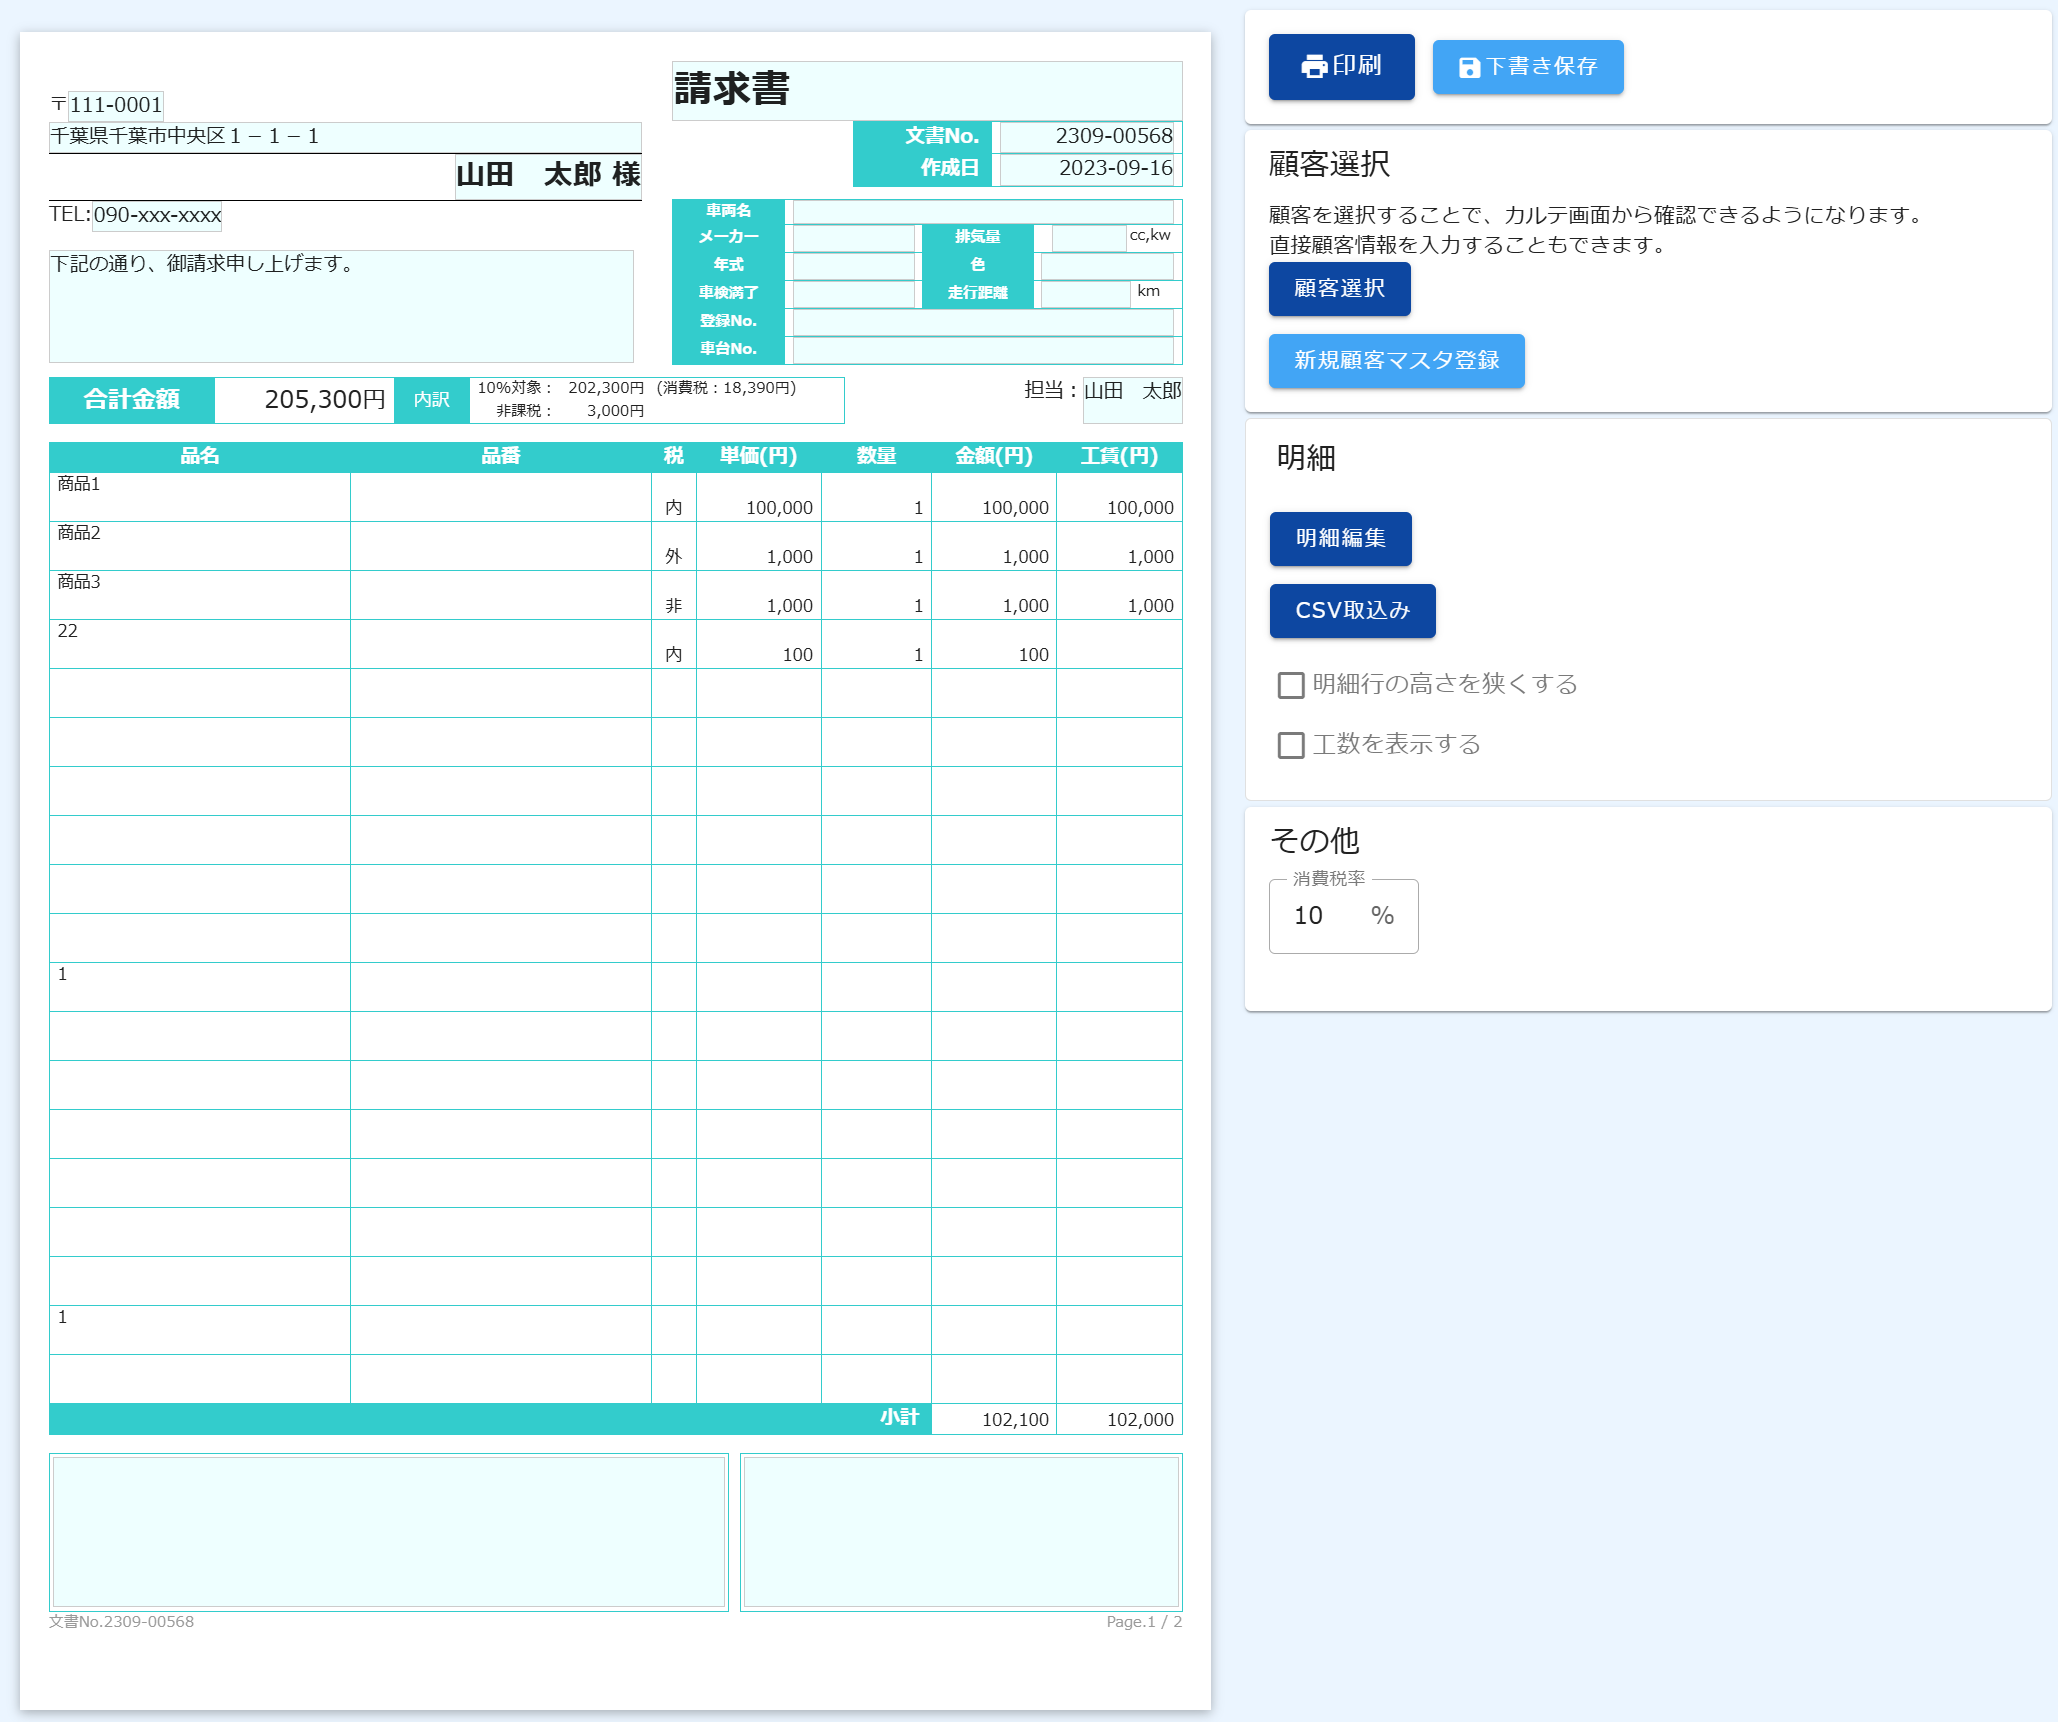 請求書
〒111-0001
千葉県千葉市中央区１－１－１
山田　太郎 様
TEL:090-xxx-xxxx
文書No. 2309-00568
作成日 2023-09-16
下記の通り、御請求申し上げます。
車両名
メーカー 排気量 cc,kw
年式 色
車検満了 走行距離 km
登録No.
車台No.
合計金額 205,300円 内訳 10%対象： 202,300円 (消費税：18,390円)
非課税： 3,000円
担当：山田　太郎
品名 品番 税 単価(円) 数量 金額(円) 工賃(円)
商品1 内 100,000 1 100,000 100,000
商品2 外 1,000 1 1,000 1,000
商品3 非 1,000 1 1,000 1,000
22 内 100 1 100
1
1
小計 102,100 102,000
文書No.2309-00568 Page.1 / 2
印刷 下書き保存
顧客選択
顧客を選択することで、カルテ画面から確認できるようになります。
直接顧客情報を入力することもできます。
顧客選択
新規顧客マスタ登録
明細
明細編集
CSV取込み
明細行の高さを狭くする
工数を表示する
その他
消費税率
10 %